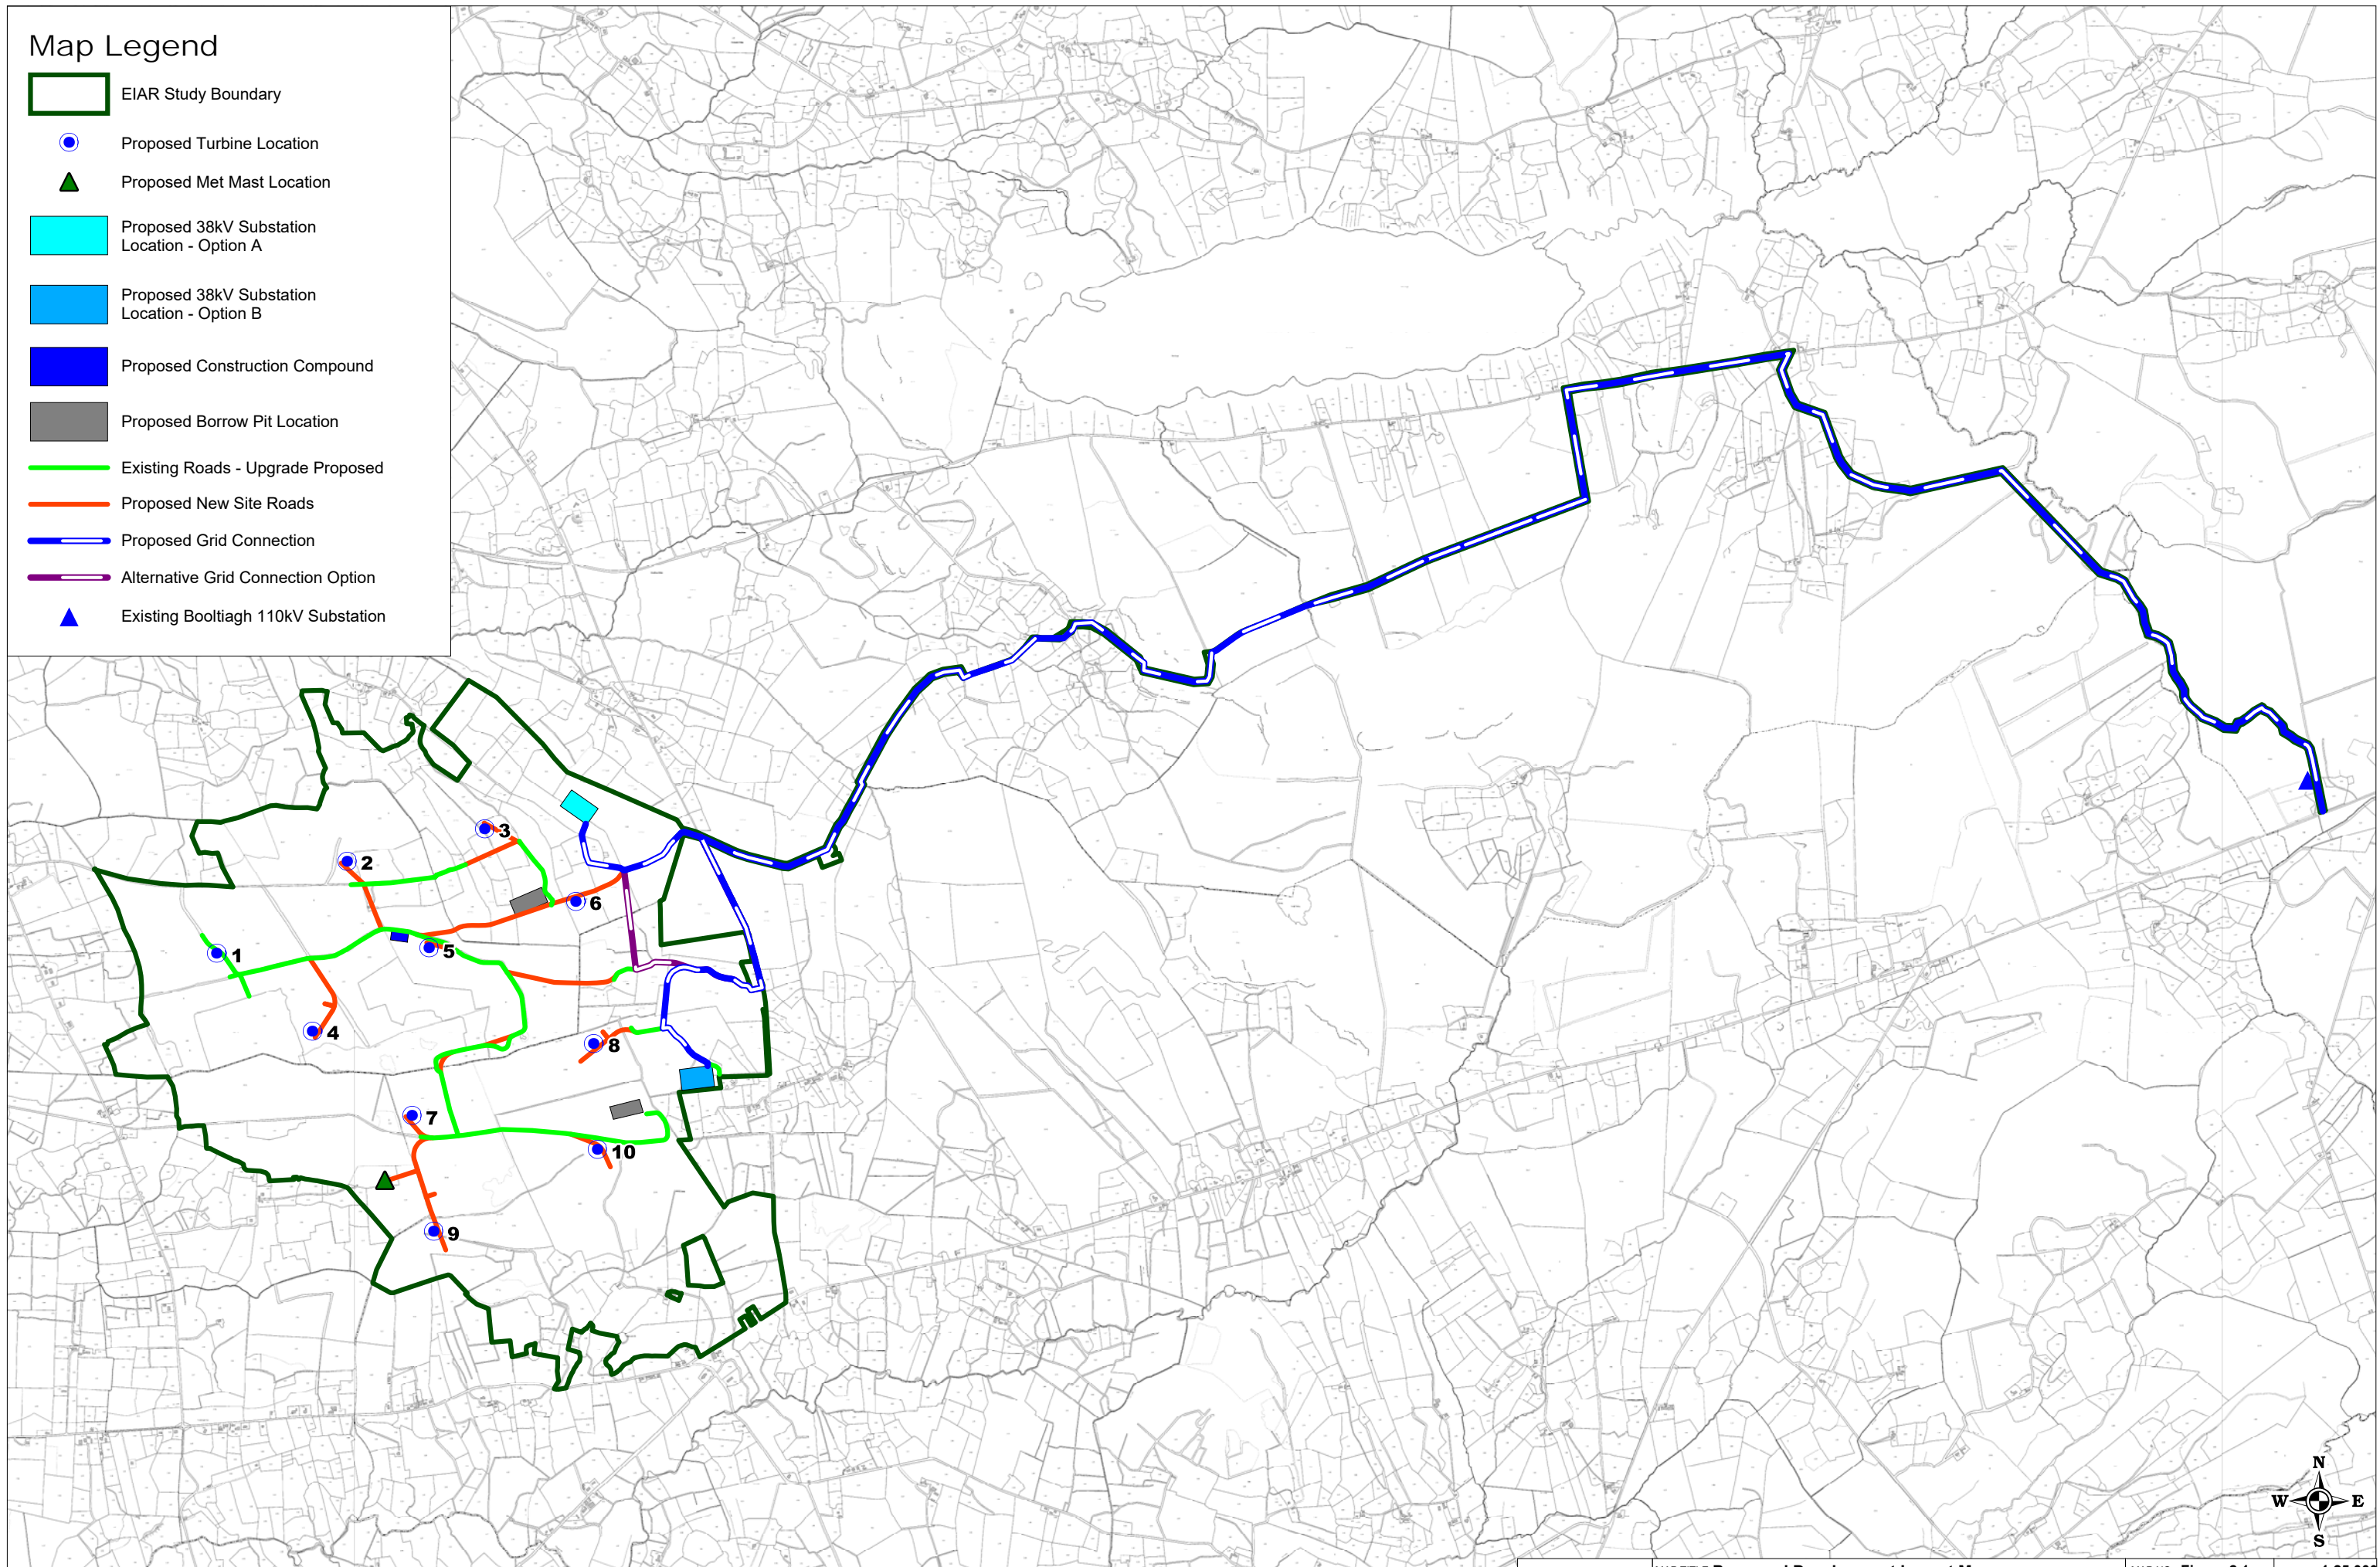 Map Legend
EIAR Study Boundary
Proposed Turbine Location
Proposed Met Mast Location
Proposed 38kV Substation
Location - Option A
Proposed 38kV Substation
Location - Option B
Proposed Construction Compound
Proposed Borrow Pit Location
Existing Roads - Upgrade Proposed
Proposed New Site Roads
Proposed Grid Connection
Alternative Grid Connection Option
Existing Booltiagh 110kV Substation
3
2
6
1
5
4
8
7
10
9
N
W E
S